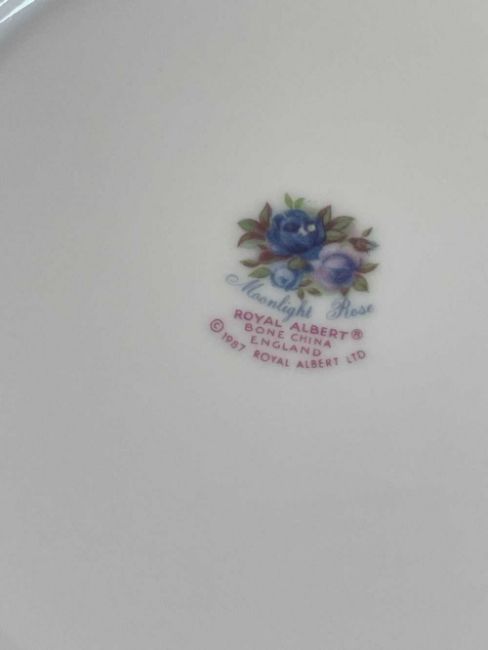 Moonlight Rose
ROYAL ALBERT®
BONE CHINA
ENGLAND
© 1987 ROYAL ALBERT LTD